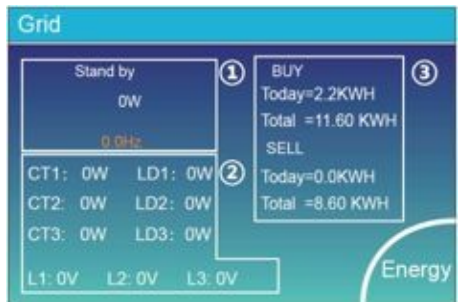 Grid
Stand by
0W
0.0Hz
①
CT1: 0W LD1: 0W
CT2: 0W LD2: 0W
CT3: 0W LD3: 0W
L1: 0V L2: 0V L3: 0V
②
BUY
Today=2.2KWH
Total =11.60 KWH
SELL
Today=0.0KWH
Total =8.60 KWH
③
Energy